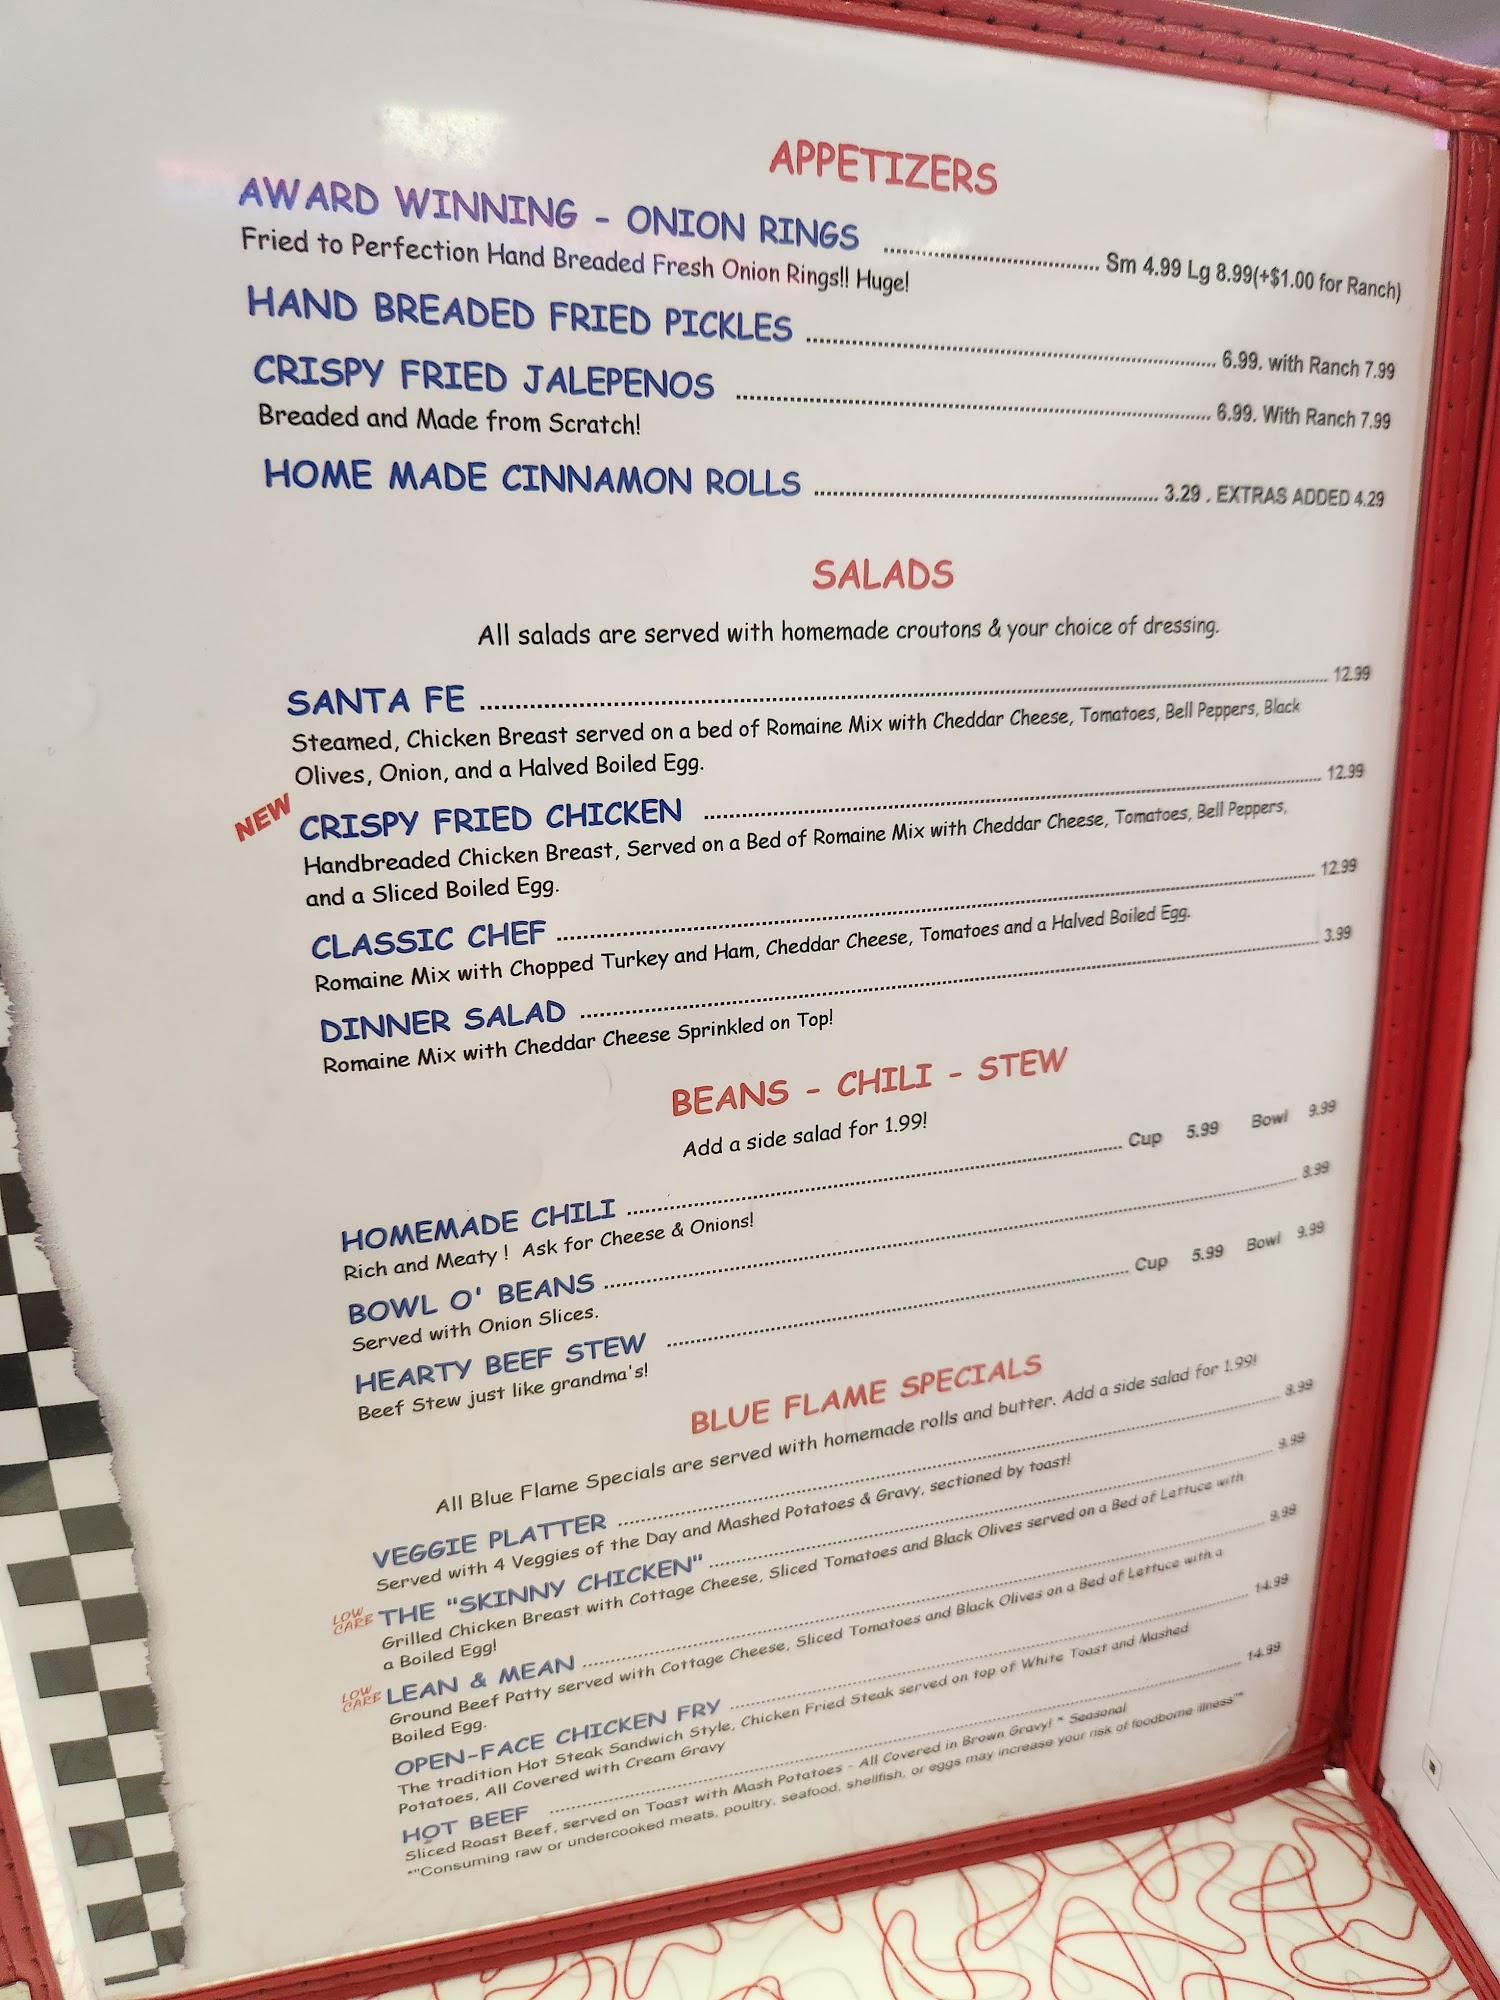 APPETIZERS
AWARD WINNING - ONION RINGS ........ Sm 4.99 Lg 8.99(+$1.00 for Ranch)
Fried to Perfection Hand Breaded Fresh Onion Rings!! Huge!
HAND BREADED FRIED PICKLES ........ 6.99. with Ranch 7.99
CRISPY FRIED JALEPENOS ........ 6.99. With Ranch 7.99
Breaded and Made from Scratch!
HOME MADE CINNAMON ROLLS ........ 3.29 . EXTRAS ADDED 4.29
SALADS
All salads are served with homemade croutons & your choice of dressing.
SANTA FE ........ 12.99
Steamed, Chicken Breast served on a bed of Romaine Mix with Cheddar Cheese, Tomatoes, Bell Peppers, Black
Olives, Onion, and a Halved Boiled Egg.
NEW CRISPY FRIED CHICKEN ........ 12.99
Handbreaded Chicken Breast, Served on a Bed of Romaine Mix with Cheddar Cheese, Tomatoes, Bell Peppers,
and a Sliced Boiled Egg.
CLASSIC CHEF ........ 12.99
Romaine Mix with Chopped Turkey and Ham, Cheddar Cheese, Tomatoes and a Halved Boiled Egg.
DINNER SALAD ........ 3.99
Romaine Mix with Cheddar Cheese Sprinkled on Top!
BEANS - CHILI - STEW
Add a side salad for 1.99!
HOMEMADE CHILI ........ Cup 5.99 Bowl 9.99
Rich and Meaty ! Ask for Cheese & Onions!
BOWL O' BEANS ........ 8.99
Served with Onion Slices.
HEARTY BEEF STEW ........ Cup 5.99 Bowl 9.99
Beef Stew just like grandma's!
BLUE FLAME SPECIALS
All Blue Flame Specials are served with homemade rolls and butter. Add a side salad for 1.99!
VEGGIE PLATTER ........ 8.99
Served with 4 Veggies of the Day and Mashed Potatoes & Gravy, sectioned by toast!
LOW CARB THE "SKINNY CHICKEN" ........ 9.99
Grilled Chicken Breast with Cottage Cheese, Sliced Tomatoes and Black Olives served on a Bed of Lettuce with
a Boiled Egg!
LOW CARB LEAN & MEAN ........ 9.99
Ground Beef Patty served with Cottage Cheese, Sliced Tomatoes and Black Olives on a Bed of Lettuce with a
Boiled Egg.
OPEN-FACE CHICKEN FRY ........ 14.99
The tradition Hot Steak Sandwich Style, Chicken Fried Steak served on top of White Toast and Mashed
Potatoes, All Covered with Cream Gravy
HOT BEEF ........ 14.99
Sliced Roast Beef, served on Toast with Mash Potatoes - All Covered in Brown Gravy! * Seasonal
*"Consuming raw or undercooked meats, poultry, seafood, shellfish, or eggs may increase your risk of foodborne illness"*